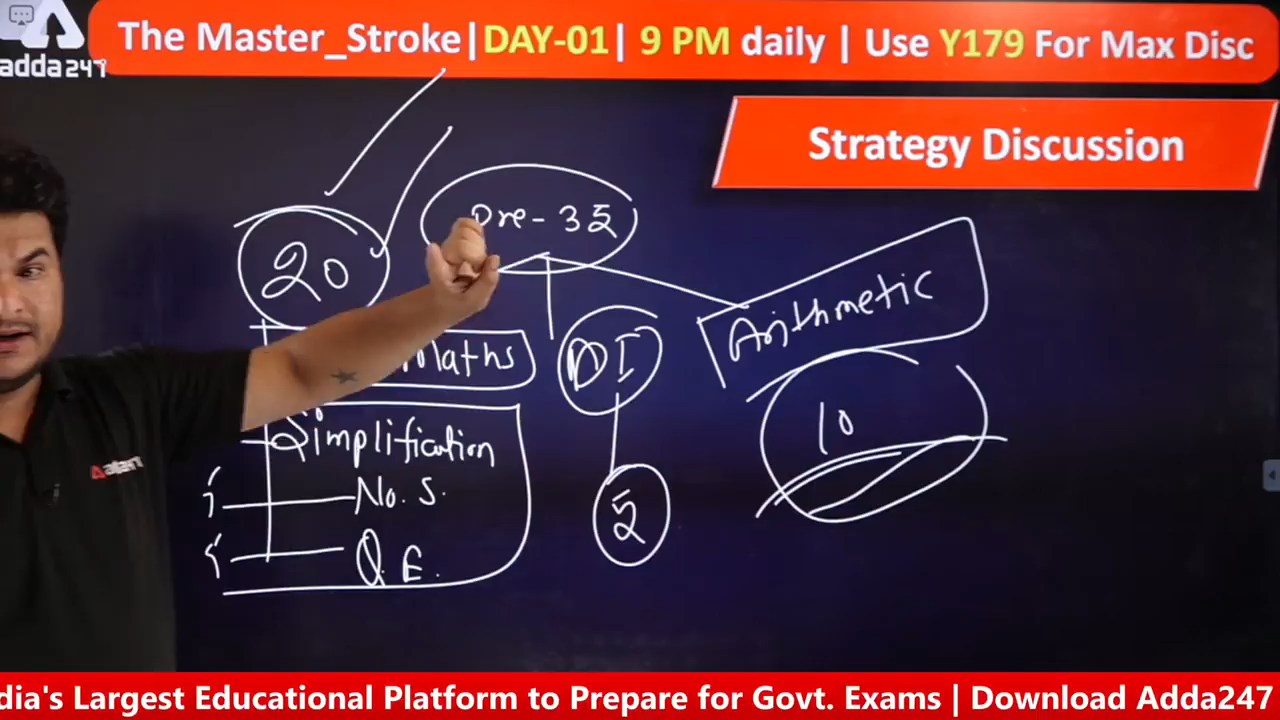 The Master_Stroke|DAY-01| 9 PM daily | Use Y179 For Max Disc
adda247
Strategy Discussion
Pre- 35
20
Maths
DI
Arithmetic
Simplification
No. S.
Q.E.
5
10
dia's Largest Educational Platform to Prepare for Govt. Exams | Download Adda247